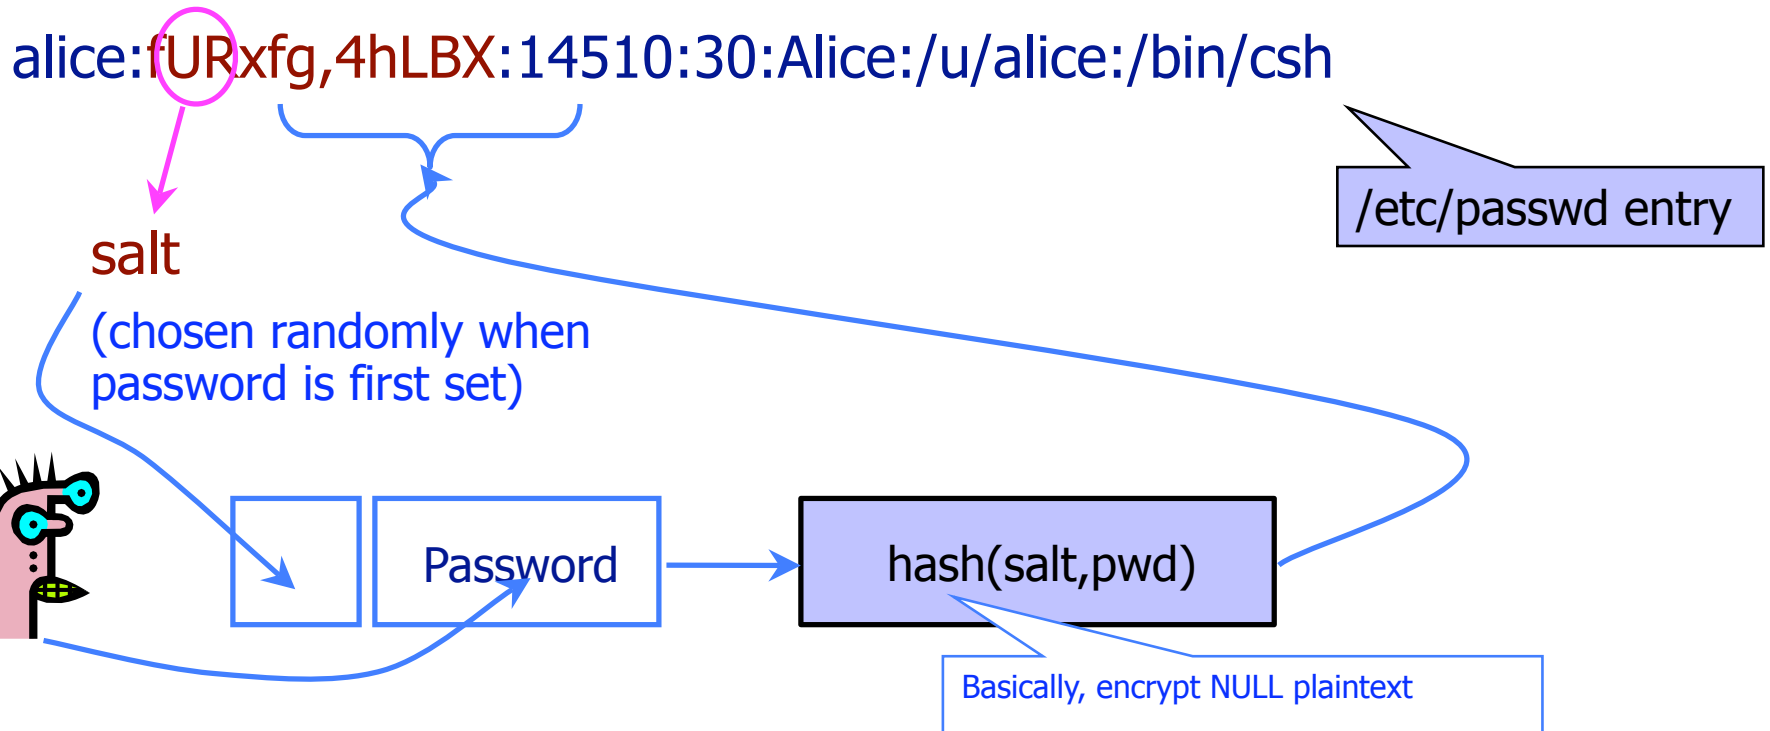 alice:fURxfg,4hLBX:14510:30:Alice:/u/alice:/bin/csh
/etc/passwd entry
salt
(chosen randomly when
password is first set)
Password
hash(salt,pwd)
Basically, encrypt NULL plaintext